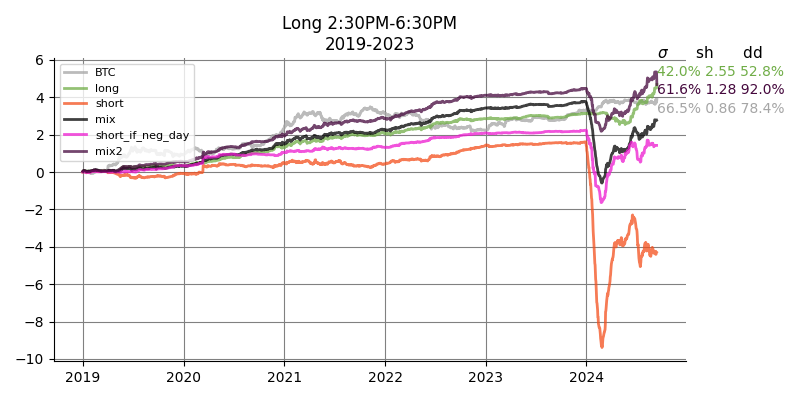 Long 2:30PM-6:30PM
2019-2023
σ sh dd
42.0% 2.55 52.8%
61.6% 1.28 92.0%
66.5% 0.86 78.4%
BTC
long
short
mix
short_if_neg_day
mix2
6
4
2
0
−2
−4
−6
−8
−10
2019 2020 2021 2022 2023 2024